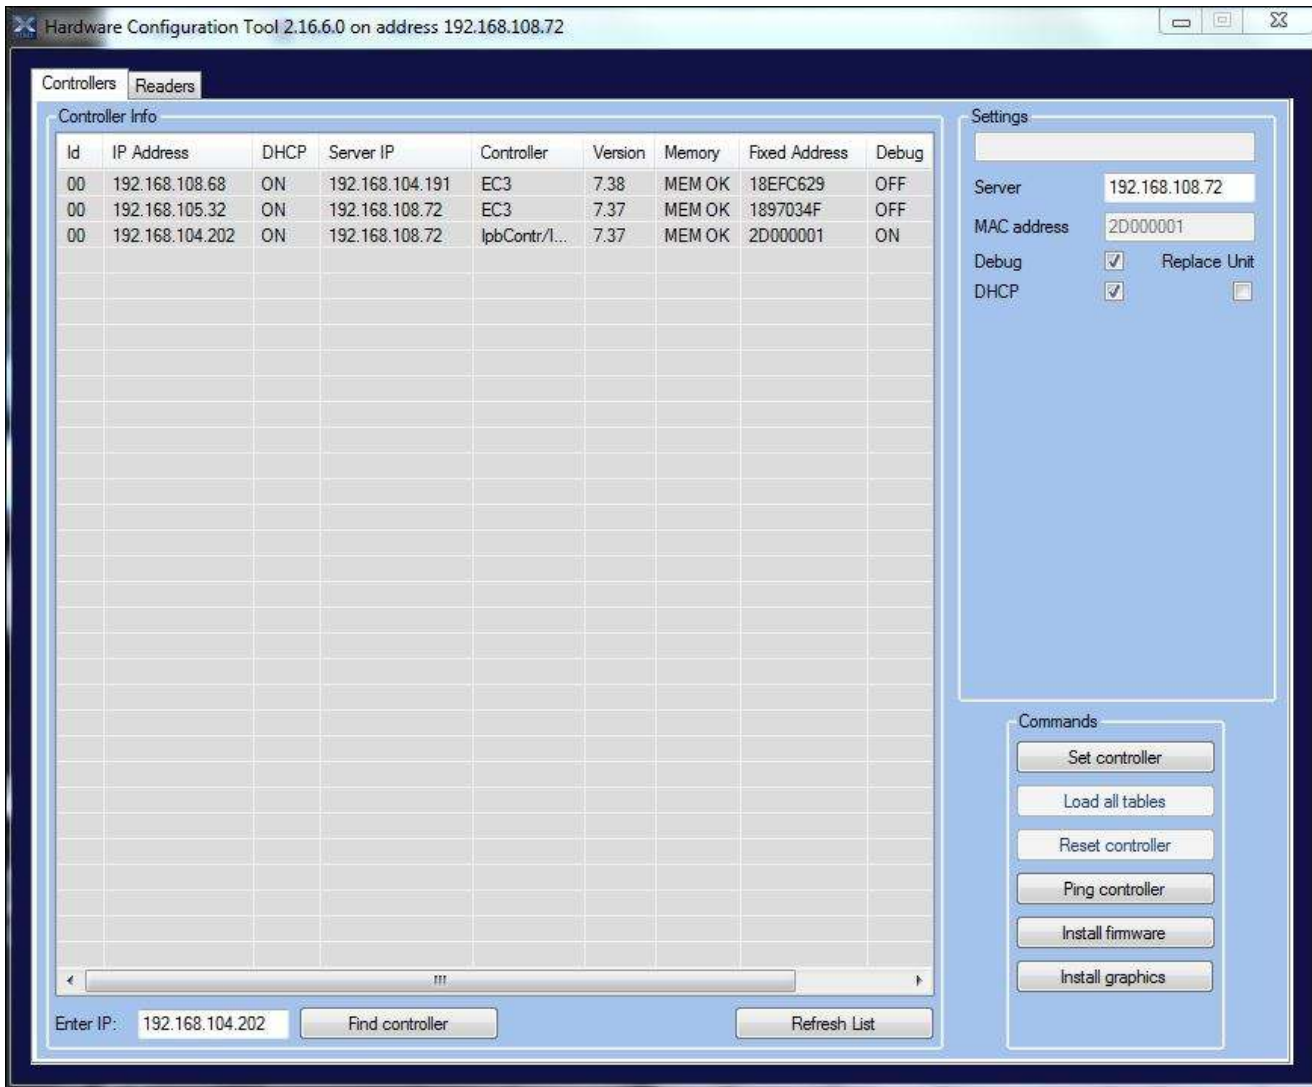 Hardware Configuration Tool 2.16.6.0 on address 192.168.108.72
Controllers Readers
Controller Info
Id IP Address DHCP Server IP Controller Version Memory Fixed Address Debug
00 192.168.108.68 ON 192.168.104.191 EC3 7.38 MEM OK 18EFC629 OFF
00 192.168.105.32 ON 192.168.108.72 EC3 7.37 MEM OK 1897034F OFF
00 192.168.104.202 ON 192.168.108.72 IpbContr/I... 7.37 MEM OK 2D000001 ON
Enter IP: 192.168.104.202 Find controller Refresh List
Settings
Server 192.168.108.72
MAC address 2D000001
Debug Replace Unit
DHCP
Commands
Set controller
Load all tables
Reset controller
Ping controller
Install firmware
Install graphics